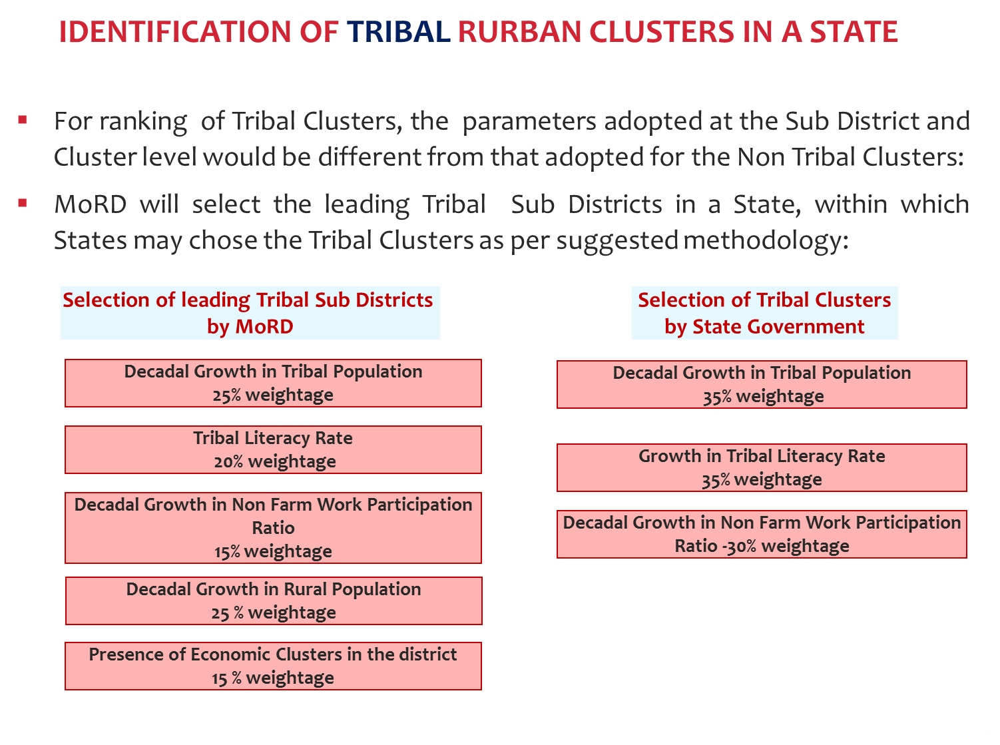 IDENTIFICATION OF TRIBAL RURBAN CLUSTERS IN A STATE
For ranking of Tribal Clusters, the parameters adopted at the Sub District and
Cluster level would be different from that adopted for the Non Tribal Clusters:
MoRD will select the leading Tribal Sub Districts in a State, within which
States may chose the Tribal Clusters as per suggested methodology:
Selection of leading Tribal Sub Districts
by MoRD
Decadal Growth in Tribal Population
25% weightage
Tribal Literacy Rate
20% weightage
Decadal Growth in Non Farm Work Participation
Ratio
15% weightage
Decadal Growth in Rural Population
25 % weightage
Presence of Economic Clusters in the district
15 % weightage
Selection of Tribal Clusters
by State Government
Decadal Growth in Tribal Population
35% weightage
Growth in Tribal Literacy Rate
35% weightage
Decadal Growth in Non Farm Work Participation
Ratio -30% weightage